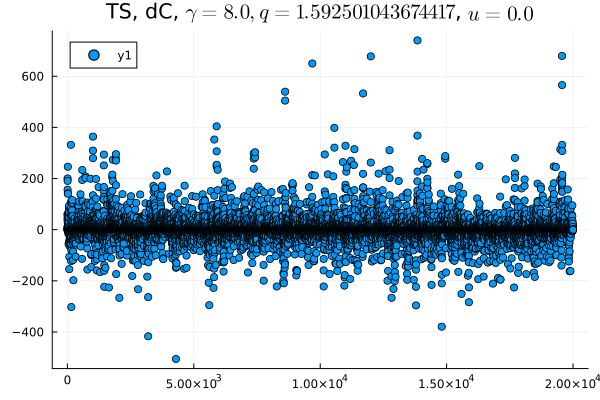 TS, dC, γ = 8.0, q = 1.592501043674417, u = 0.0
y1
600
400
200
0
−200
−400
0 5.00×10³ 1.00×10⁴ 1.50×10⁴ 2.00×10⁴